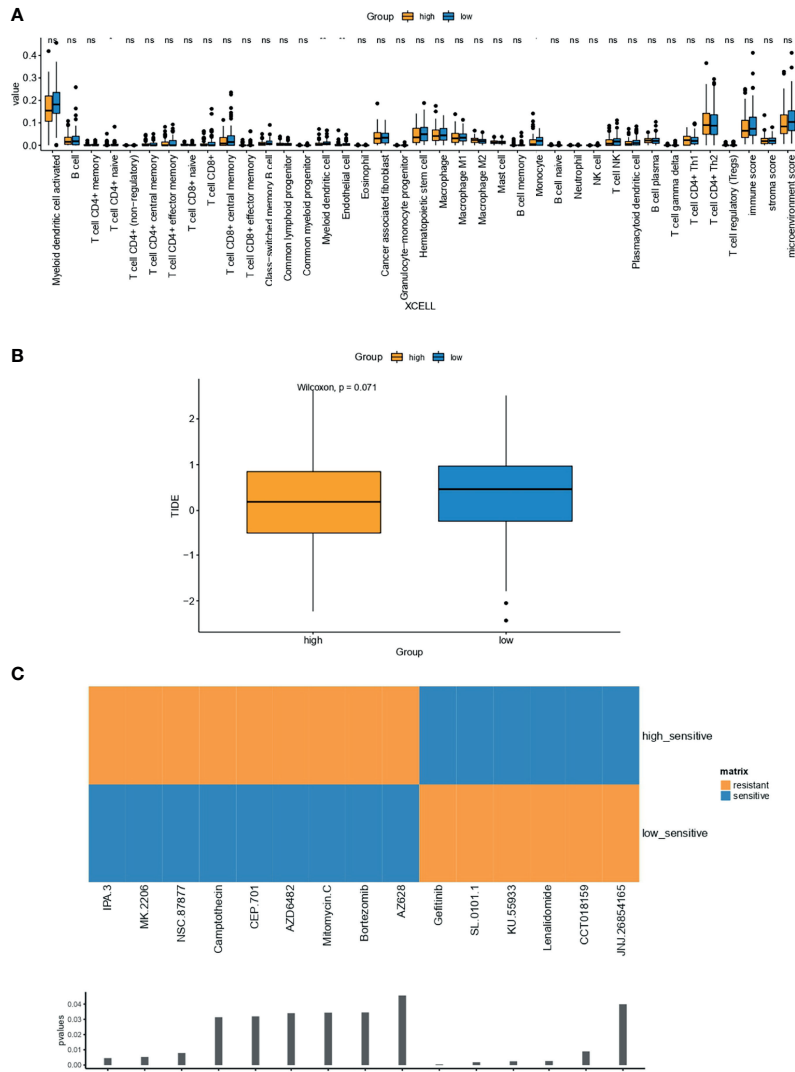 A
Group high low
ns ns ns ns ns ns ns ns ns ns ns ns ns ns ns ns ns ns ns ns ns ns ns ns ns ns ns ns ns ns ns ns ns ns ns
0.4
0.3
0.2
0.1
0.0
value
Myeloid dendritic cell activated
B cell
T cell CD4+ memory
T cell CD4+ naive
T cell CD4+ (non-regulatory)
T cell CD4+ central memory
T cell CD4+ effector memory
T cell CD8+ naive
T cell CD8+
T cell CD8+ central memory
T cell CD8+ effector memory
Class-switched memory B cell
Common lymphoid progenitor
Common myeloid progenitor
Myeloid dendritic cell
Endothelial cell
Eosinophil
Cancer associated fibroblast
Granulocyte-monocyte progenitor
Hematopoietic stem cell
Macrophage
Macrophage M1
Macrophage M2
Mast cell
B cell memory
Monocyte
B cell naive
Neutrophil
NK cell
T cell NK
Plasmacytoid dendritic cell
B cell plasma
T cell gamma delta
T cell CD4+ Th1
T cell CD4+ Th2
T cell regulatory (Tregs)
immune score
stroma score
microenvironment score
XCELL
B
Group high low
Wilcoxon, p = 0.071
2
1
0
−1
−2
TIDE
high
low
Group
C
high_sensitive
low_sensitive
matrix
resistant
sensitive
IPA.3
MK.2206
NSC.87877
Camptothecin
CEP.701
AZD6482
Mitomycin.C
Bortezomib
AZ628
Gefitinib
SL.0101.1
KU.55933
Lenalidomide
CCT018159
JNJ.26854165
0.04
0.03
0.02
0.01
0.00
pvalues